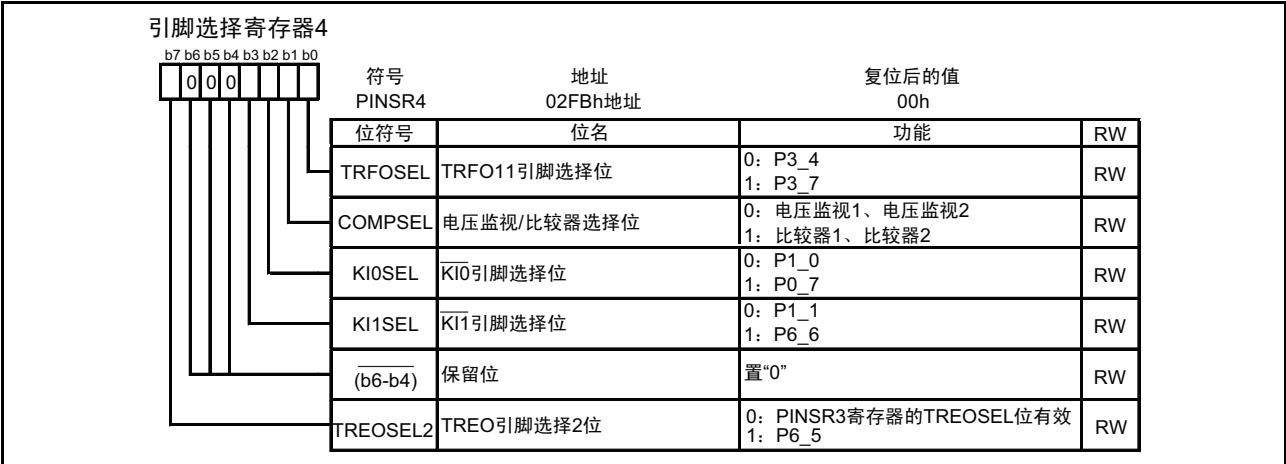 引脚选择寄存器4
b7 b6 b5 b4 b3 b2 b1 b0
0 0 0
符号 地址 复位后的值
PINSR4 02FBh地址 00h
位符号 位名 功能 RW
TRFOSEL TRFO11引脚选择位 0：P3_4 RW
1：P3_7
COMPSEL 电压监视/比较器选择位 0：电压监视1、电压监视2 RW
1：比较器1、比较器2
KI0SEL KI0引脚选择位 0：P1_0 RW
1：P0_7
KI1SEL KI1引脚选择位 0：P1_1 RW
1：P6_6
(b6-b4) 保留位 置“0” RW
TREOSEL2 TREO引脚选择2位 0：PINSR3寄存器的TREOSEL位有效 RW
1：P6_5